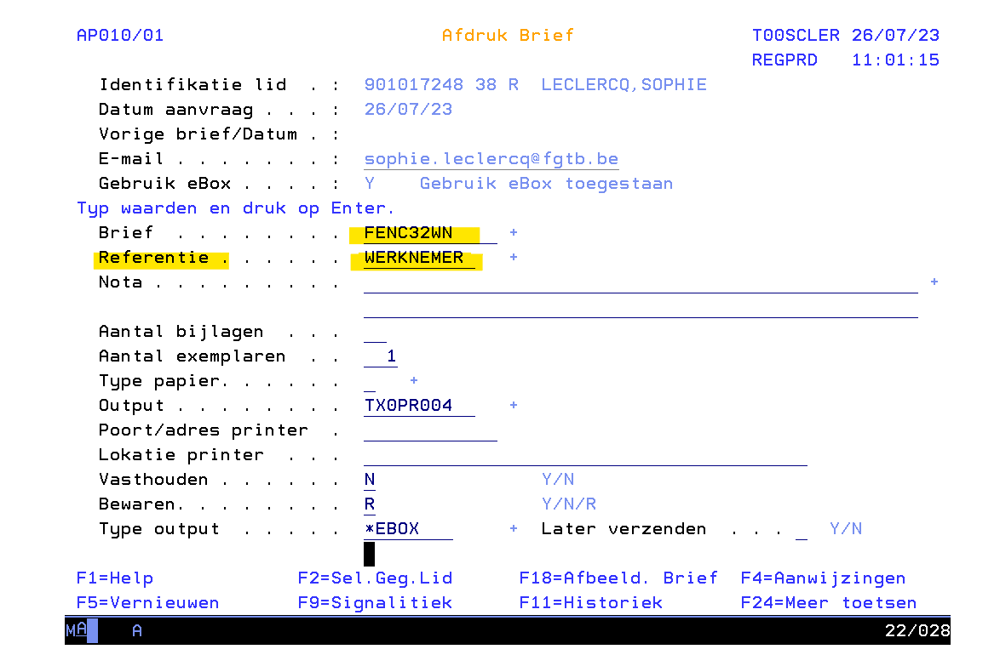 AP010/01 Afdruk Brief T00SCLER 26/07/23
REGPRD 11:01:15
Identifikatie lid . : 901017248 38 R LECLERCQ,SOPHIE
Datum aanvraag . . . : 26/07/23
Vorige brief/Datum . :
E-mail . . . . . . . : sophie.leclercq@fgtb.be
Gebruik eBox . . . . : Y Gebruik eBox toegestaan
Typ waarden en druk op Enter.
Brief . . . . . . . . FENC32WN +
Referentie . . . . . . WERKNEMER +
Nota . . . . . . . . . +
Aantal bijlagen . . .
Aantal exemplaren . . 1
Type papier. . . . . . +
Output . . . . . . . . TX0PR004 +
Poort/adres printer .
Lokatie printer . . .
Vasthouden . . . . . . N Y/N
Bewaren. . . . . . . . R Y/N/R
Type output . . . . . *EBOX + Later verzenden . . . _ Y/N
F1=Help F2=Sel.Geg.Lid F18=Afbeeld. Brief F4=Aanwijzingen
F5=Vernieuwen F9=Signalitiek F11=Historiek F24=Meer toetsen
MA A 22/028